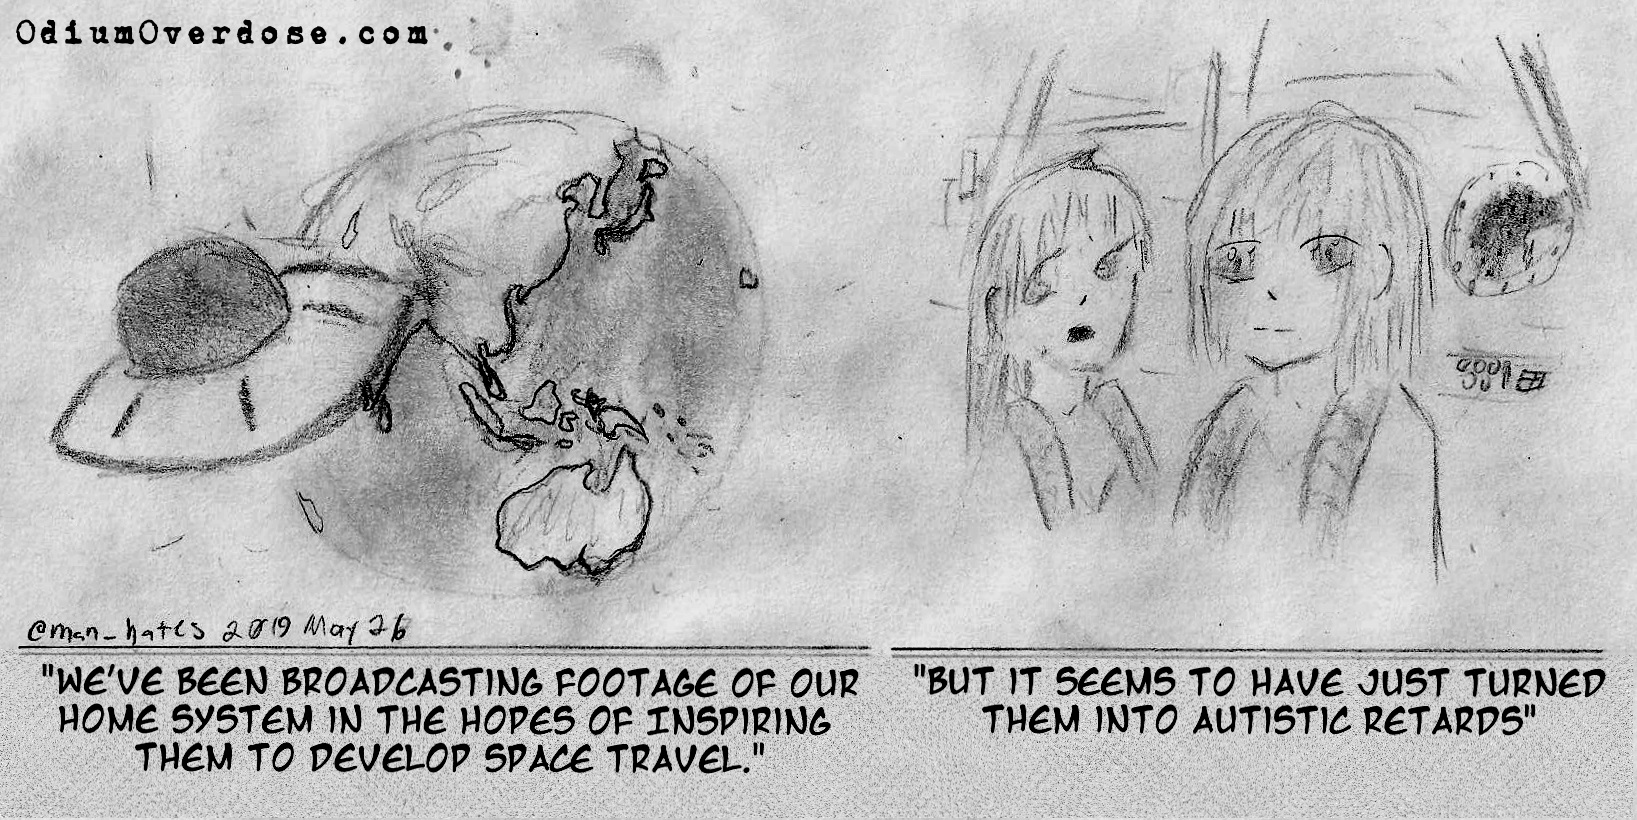 OdiumOverdose.com
@man_hates 2019 May 26
"WE'VE BEEN BROADCASTING FOOTAGE OF OUR
HOME SYSTEM IN THE HOPES OF INSPIRING
THEM TO DEVELOP SPACE TRAVEL."
"BUT IT SEEMS TO HAVE JUST TURNED
THEM INTO AUTISTIC RETARDS"